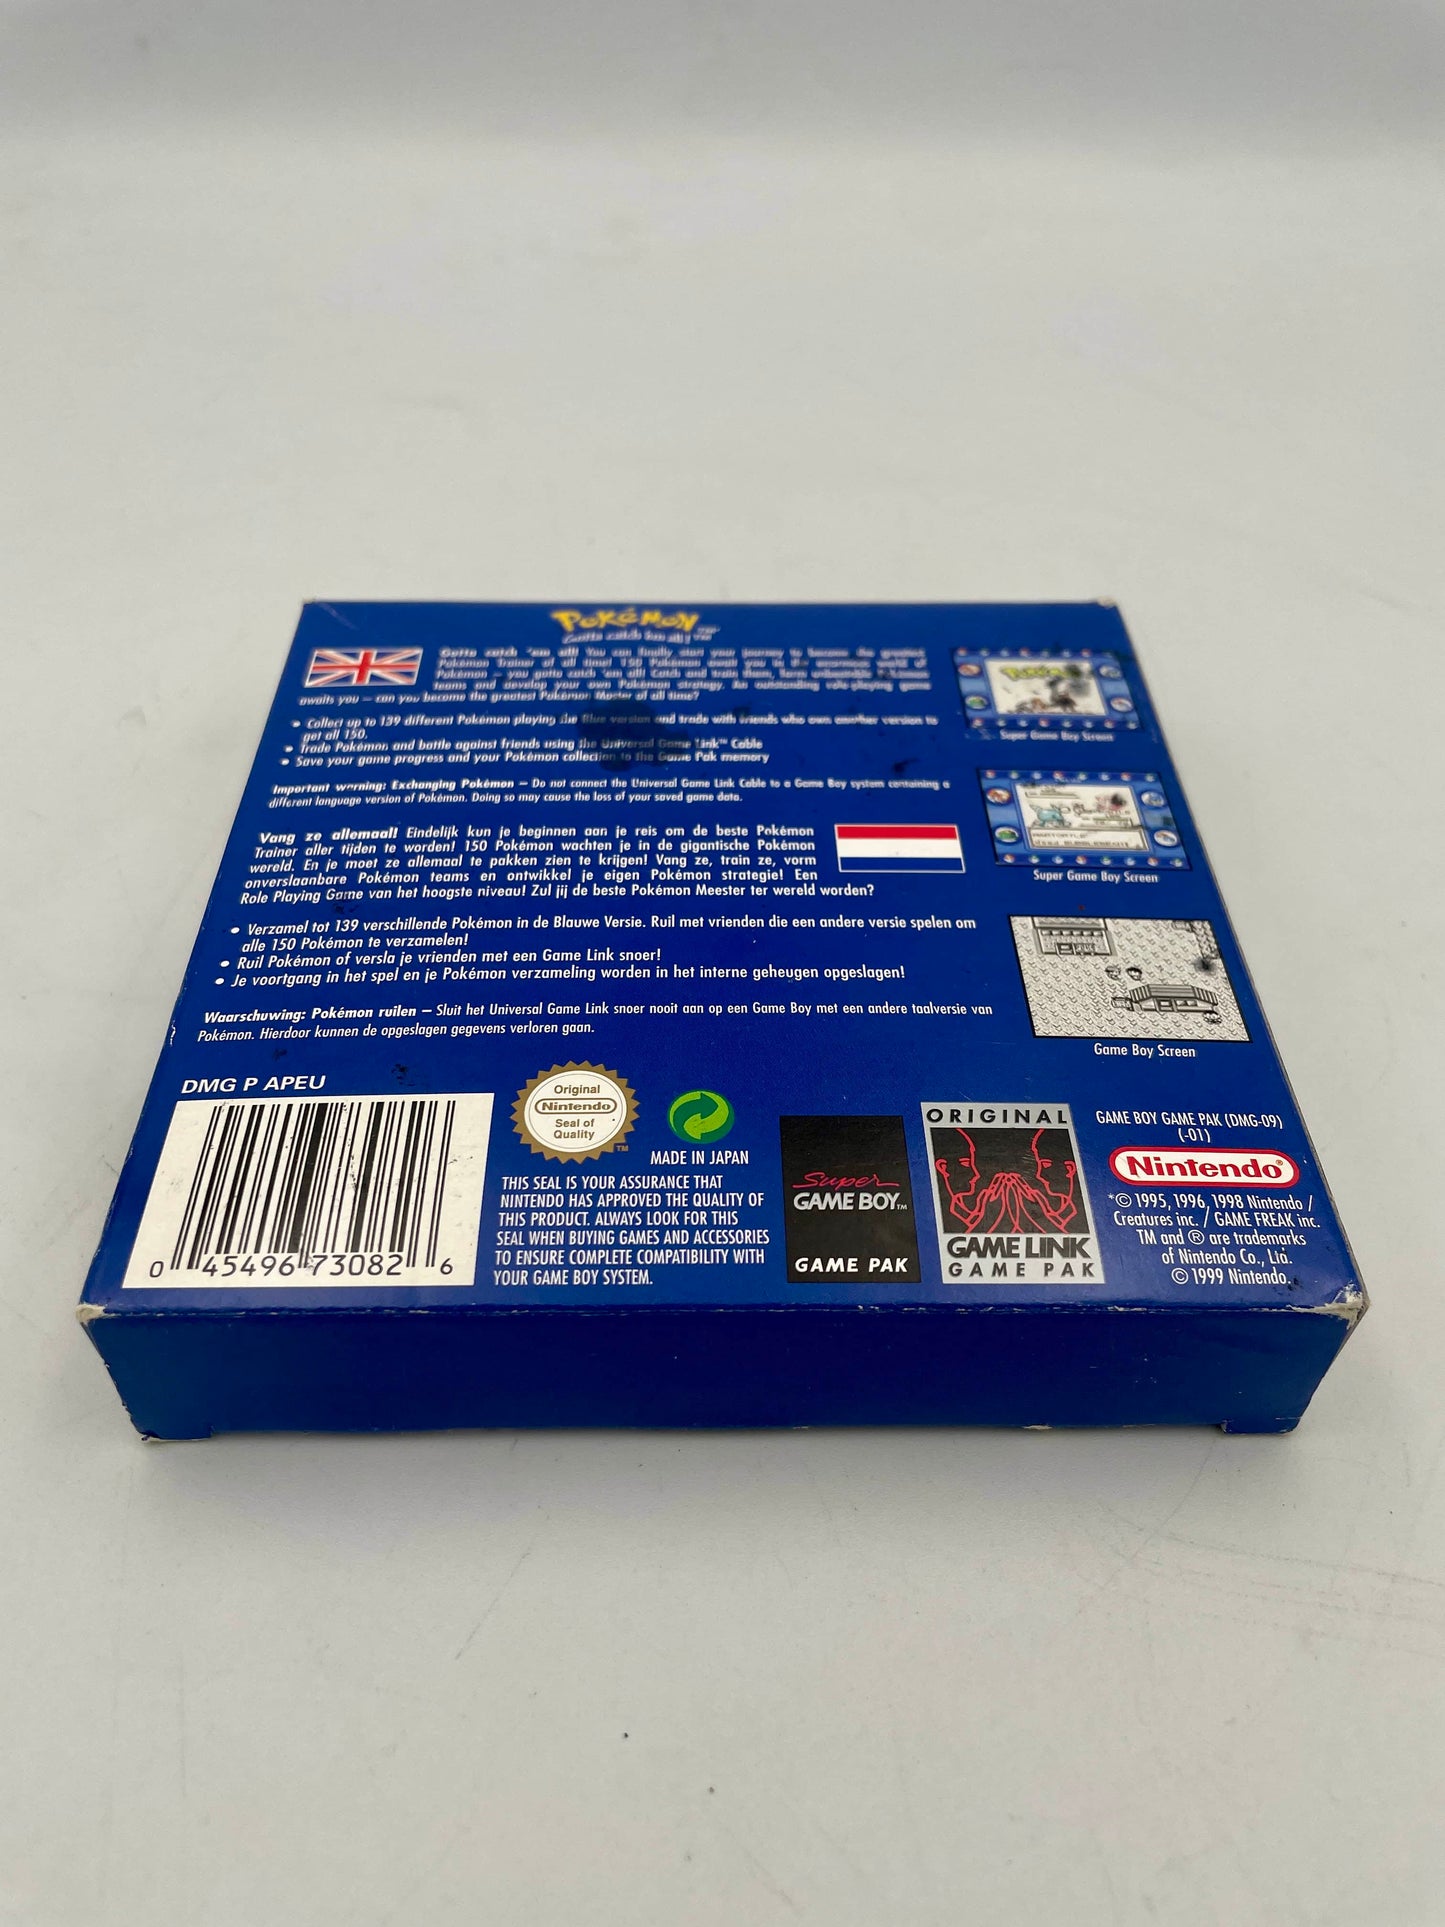 POKéMON™
Gotta catch 'em all!™
Gotta catch 'em all! You can finally start your journey to become the greatest
Pokémon Trainer of all time! 150 Pokémon await you in the enormous world of
Pokémon – you gotta catch 'em all! Catch and train them, form unbeatable Pokémon
teams and develop your own Pokémon strategy. An outstanding role-playing game
awaits you – can you become the greatest Pokémon Master of all time?
• Collect up to 139 different Pokémon playing the Blue version and trade with friends who own another version to
get all 150.
• Trade Pokémon and battle against friends using the Universal Game Link™ Cable
• Save your game progress and your Pokémon collection to the Game Pak memory
Important warning: Exchanging Pokémon – Do not connect the Universal Game Link Cable to a Game Boy system containing a
different language version of Pokémon. Doing so may cause the loss of your saved game data.
Vang ze allemaal! Eindelijk kun je beginnen aan je reis om de beste Pokémon
Trainer aller tijden te worden! 150 Pokémon wachten je in de gigantische Pokémon
wereld. En je moet ze allemaal te pakken zien te krijgen! Vang ze, train ze, vorm
onverslaanbare Pokémon teams en ontwikkel je eigen Pokémon strategie! Een
Role Playing Game van het hoogste niveau! Zul jij de beste Pokémon Meester ter wereld worden?
• Verzamel tot 139 verschillende Pokémon in de Blauwe Versie. Ruil met vrienden die een andere versie spelen om
alle 150 Pokémon te verzamelen!
• Ruil Pokémon of versla je vrienden met een Game Link snoer!
• Je voortgang in het spel en je Pokémon verzameling worden in het interne geheugen opgeslagen!
Waarschuwing: Pokémon ruilen – Sluit het Universal Game Link snoer nooit aan op een Game Boy met een andere taalversie van
Pokémon. Hierdoor kunnen de opgeslagen gegevens verloren gaan.
Super Game Boy Screen
Super Game Boy Screen
Game Boy Screen
DMG P APEU
0 45496 73082 6
Original
Nintendo
Seal of
Quality
TM
MADE IN JAPAN
THIS SEAL IS YOUR ASSURANCE THAT
NINTENDO HAS APPROVED THE QUALITY OF
THIS PRODUCT. ALWAYS LOOK FOR THIS
SEAL WHEN BUYING GAMES AND ACCESSORIES
TO ENSURE COMPLETE COMPATIBILITY WITH
YOUR GAME BOY SYSTEM.
Super
GAME BOY™
GAME PAK
ORIGINAL
GAME LINK
GAME PAK
GAME BOY GAME PAK (DMG-09)
(-01)
Nintendo®
*© 1995, 1996, 1998 Nintendo /
Creatures inc. / GAME FREAK inc.
TM and ® are trademarks
of Nintendo Co., Ltd.
© 1999 Nintendo.